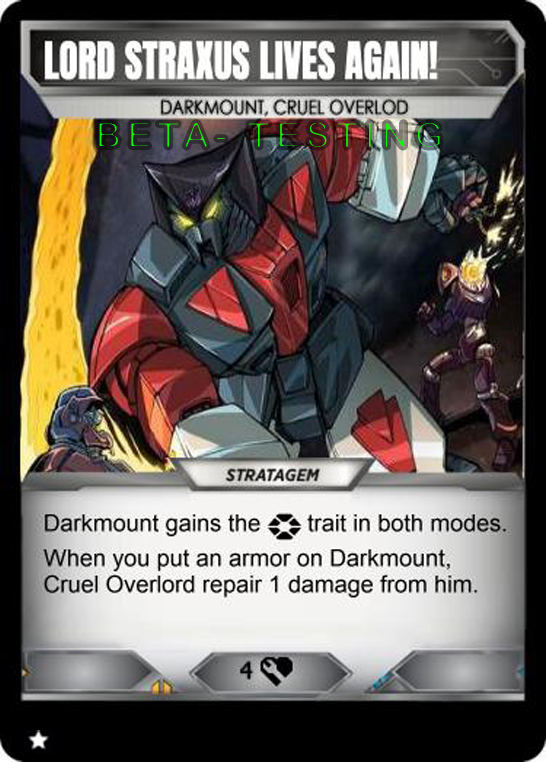 LORD STRAXUS LIVES AGAIN!
DARKMOUNT, CRUEL OVERLOD
BETA-TESTING
STRATAGEM
Darkmount gains the trait in both modes.
When you put an armor on Darkmount,
Cruel Overlord repair 1 damage from him.
4